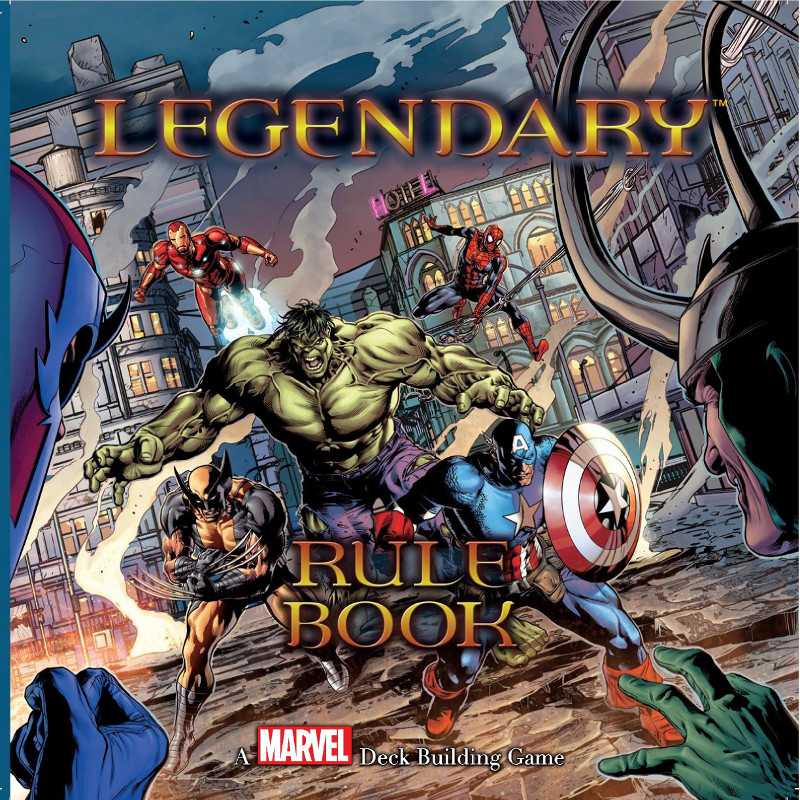 LEGENDARY™
HOTEL
RULE
BOOK
A MARVEL Deck Building Game